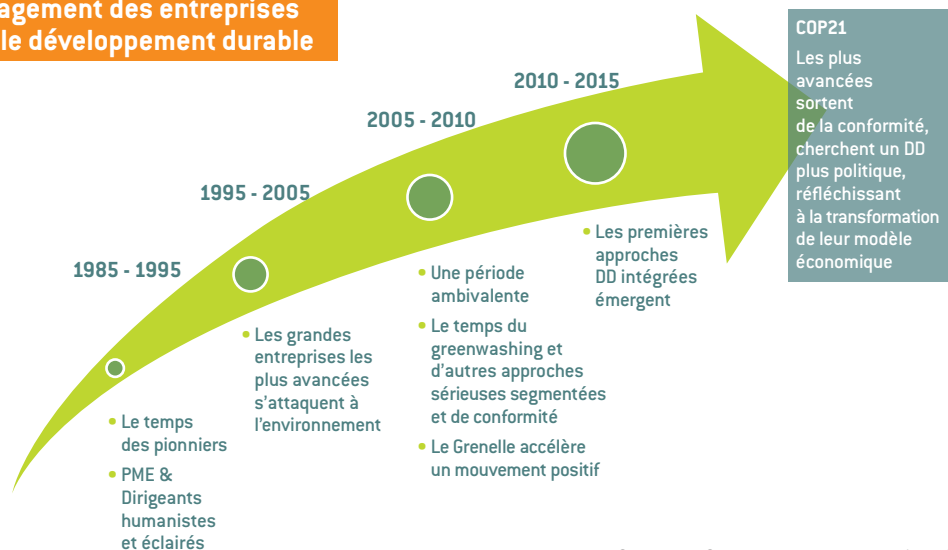 le développement durable
agement des entreprises
1985 - 1995
• Le temps
des pionniers
• PME &
Dirigeants
humanistes
et éclairés
1995 - 2005
• Les grandes
entreprises les
plus avancées
s'attaquent à
l'environnement
2005 - 2010
• Une période
ambivalente
• Le temps du
greenwashing et
d'autres approches
sérieuses segmentées
et de conformité
• Le Grenelle accélère
un mouvement positif
2010 - 2015
• Les premières
approches
DD intégrées
émergent
COP21
Les plus
avancées
sortent
de la conformité,
cherchent un DD
plus politique,
réfléchissant
à la transformation
de leur modèle
économique